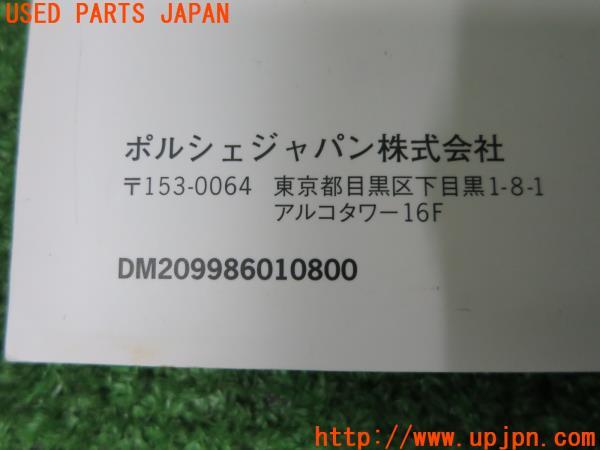 USED PARTS JAPAN
ポルシェジャパン株式会社
〒153-0064 東京都目黒区下目黒1-8-1
アルコタワー16F
DM209986010800
http://www.upjpn.com/